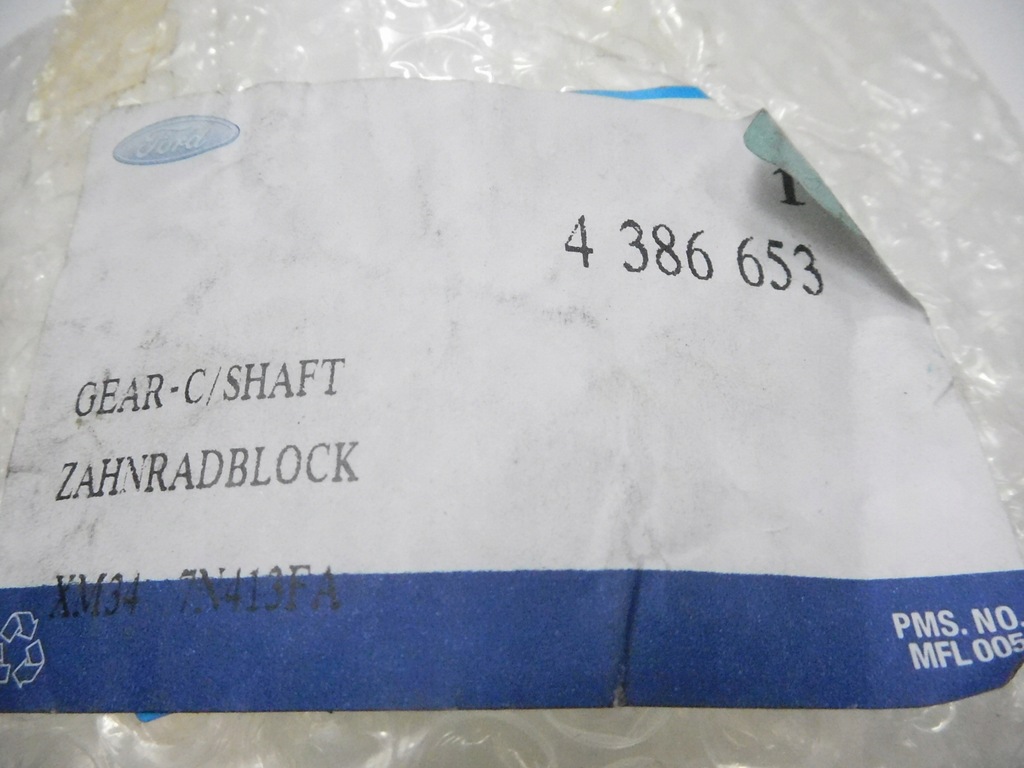 Ford
1
4 386 653
GEAR-C/SHAFT
ZAHNRADBLOCK
XM34 7N413FA
PMS. NO.
MFL 005